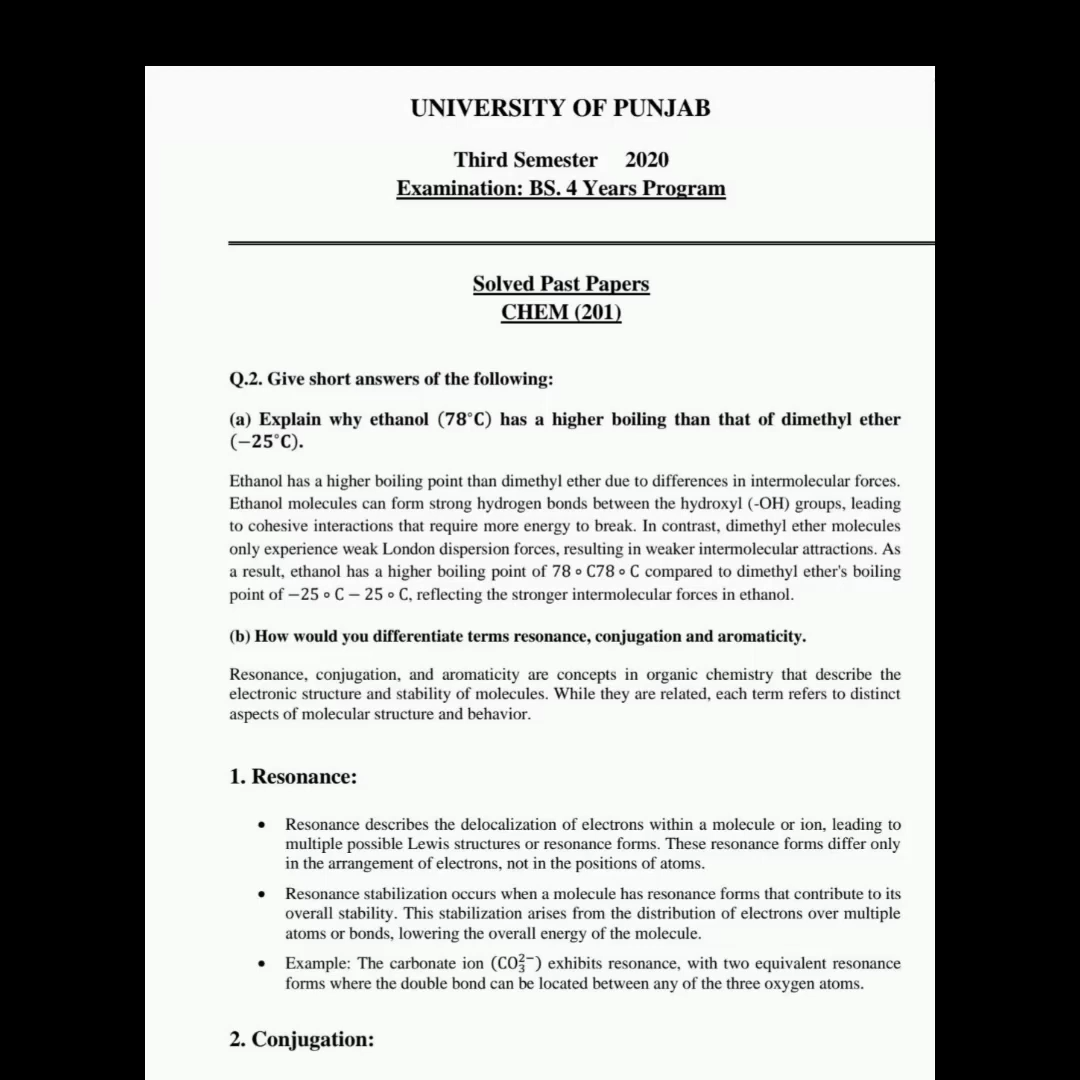 UNIVERSITY OF PUNJAB
Third Semester 2020
Examination: BS. 4 Years Program
Solved Past Papers
CHEM (201)
Q.2. Give short answers of the following:
(a) Explain why ethanol (78°C) has a higher boiling than that of dimethyl ether
(−25°C).
Ethanol has a higher boiling point than dimethyl ether due to differences in intermolecular forces.
Ethanol molecules can form strong hydrogen bonds between the hydroxyl (-OH) groups, leading
to cohesive interactions that require more energy to break. In contrast, dimethyl ether molecules
only experience weak London dispersion forces, resulting in weaker intermolecular attractions. As
a result, ethanol has a higher boiling point of 78 ∘ C78 ∘ C compared to dimethyl ether's boiling
point of −25 ∘ C − 25 ∘ C, reflecting the stronger intermolecular forces in ethanol.
(b) How would you differentiate terms resonance, conjugation and aromaticity.
Resonance, conjugation, and aromaticity are concepts in organic chemistry that describe the
electronic structure and stability of molecules. While they are related, each term refers to distinct
aspects of molecular structure and behavior.
1. Resonance:
• Resonance describes the delocalization of electrons within a molecule or ion, leading to
multiple possible Lewis structures or resonance forms. These resonance forms differ only
in the arrangement of electrons, not in the positions of atoms.
• Resonance stabilization occurs when a molecule has resonance forms that contribute to its
overall stability. This stabilization arises from the distribution of electrons over multiple
atoms or bonds, lowering the overall energy of the molecule.
• Example: The carbonate ion (CO₃²⁻) exhibits resonance, with two equivalent resonance
forms where the double bond can be located between any of the three oxygen atoms.
2. Conjugation: